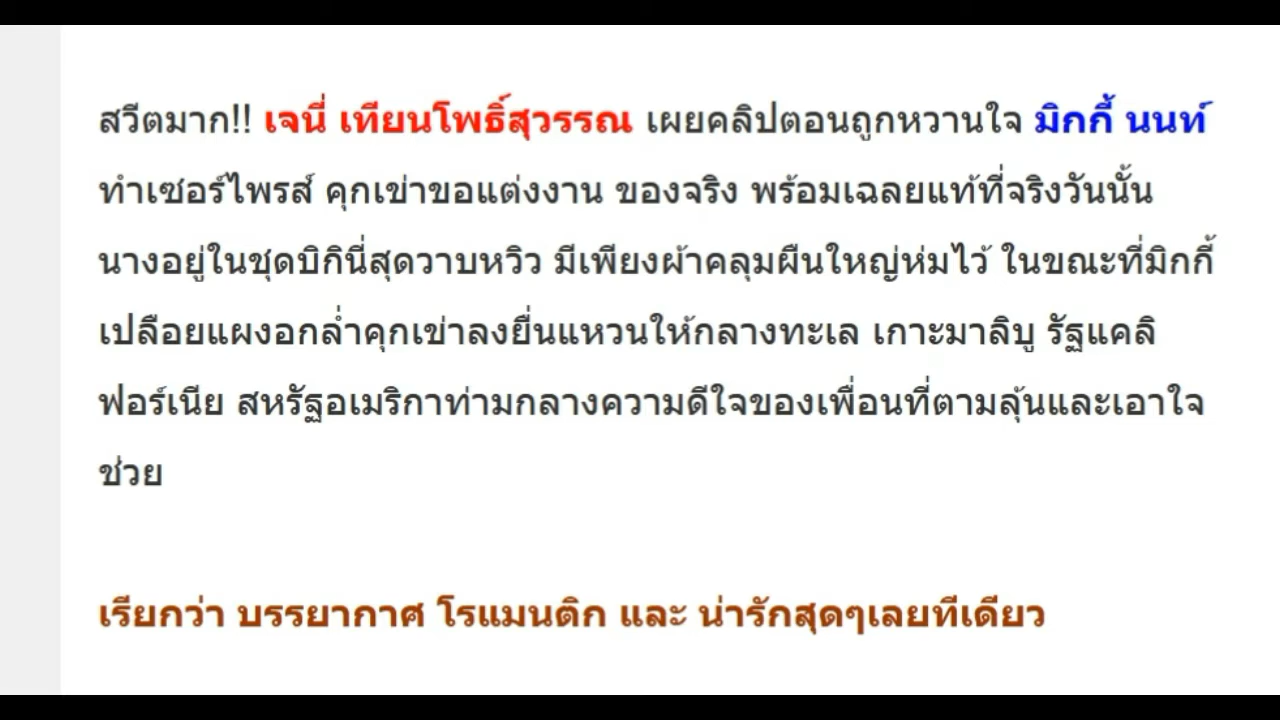 สวีตมาก!! เจนี่ เทียนโพธิ์สุวรรณ เผยคลิปตอนถูกหวานใจ มิกกี้ นนท์
ทำเซอร์ไพรส์ คุกเข่าขอแต่งงาน ของจริง พร้อมเฉลยแท้ที่จริงวันนั้น
นางอยู่ในชุดบิกินี่สุดวาบหวิว มีเพียงผ้าคลุมผืนใหญ่ห่มไว้ ในขณะที่มิกกี้
เปลือยแผงอกล่ำคุกเข่าลงยื่นแหวนให้กลางทะเล เกาะมาลิบู รัฐแคลิ
ฟอร์เนีย สหรัฐอเมริกาท่ามกลางความดีใจของเพื่อนที่ตามลุ้นและเอาใจ
ช่วย
เรียกว่า บรรยากาศ โรแมนติก และ น่ารักสุดๆเลยทีเดียว